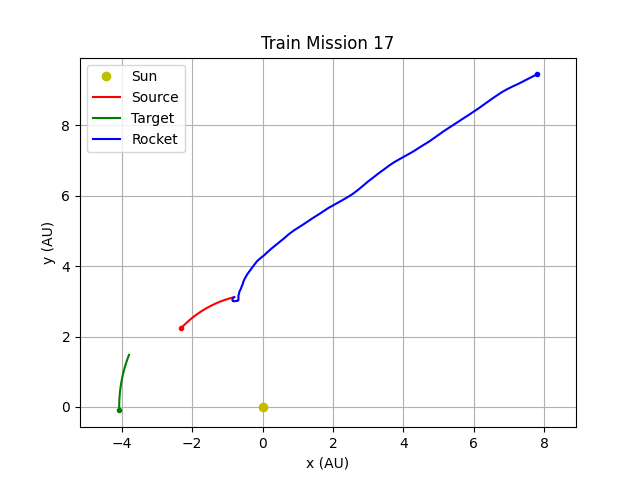 Train Mission 17
Sun
Source
Target
Rocket
y (AU)
8
6
4
2
0
−4
−2
0
2
4
6
8
x (AU)